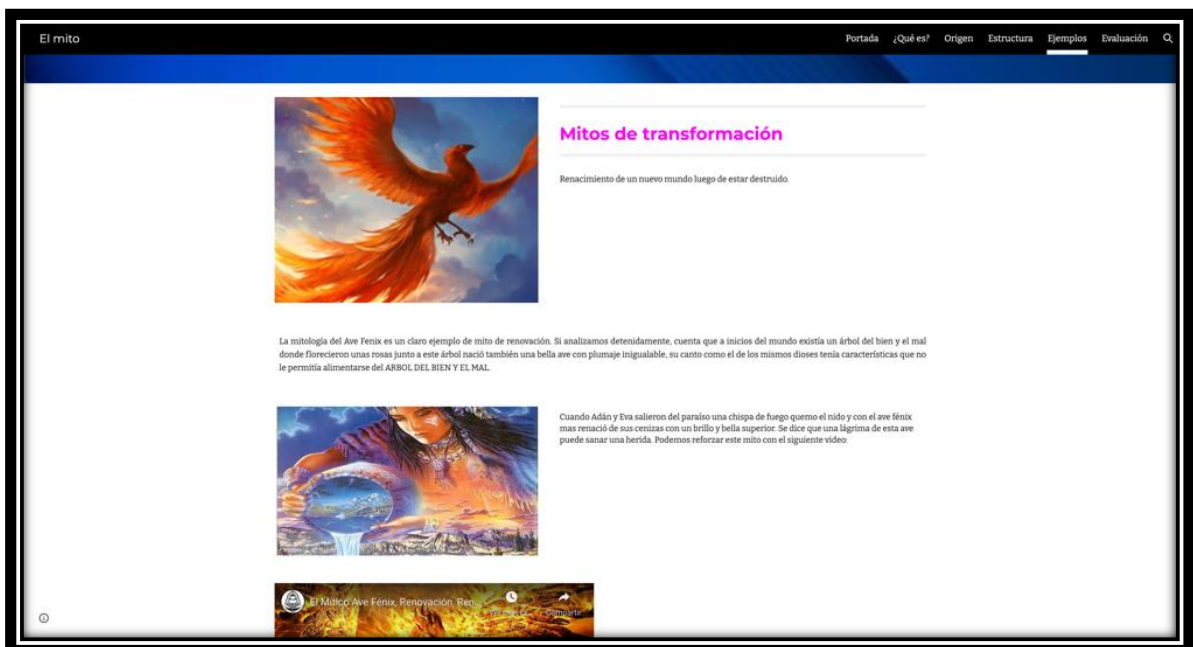 El mito
Portada ¿Qué es? Origen Estructura Ejemplos Evaluación
Mitos de transformación
Renacimiento de un nuevo mundo luego de estar destruido.
La mitología del Ave Fenix es un claro ejemplo de mito de renovación. Si analizamos detenidamente, cuenta que a inicios del mundo existía un árbol del bien y el mal
donde florecieron unas rosas junto a este árbol nació también una bella ave con plumaje inigualable, su canto como el de los mismos dioses tenía características que no
le permitía alimentarse del ARBOL DEL BIEN Y EL MAL.
Cuando Adán y Eva salieron del paraíso una chispa de fuego quemo el nido y con el ave fénix
mas renació de sus cenizas con un brillo y bella superior. Se dice que una lágrima de esta ave
puede sanar una herida. Podemos reforzar este mito con el siguiente video:
El Mítico Ave Fénix, Renovación, Ren...
Compartir